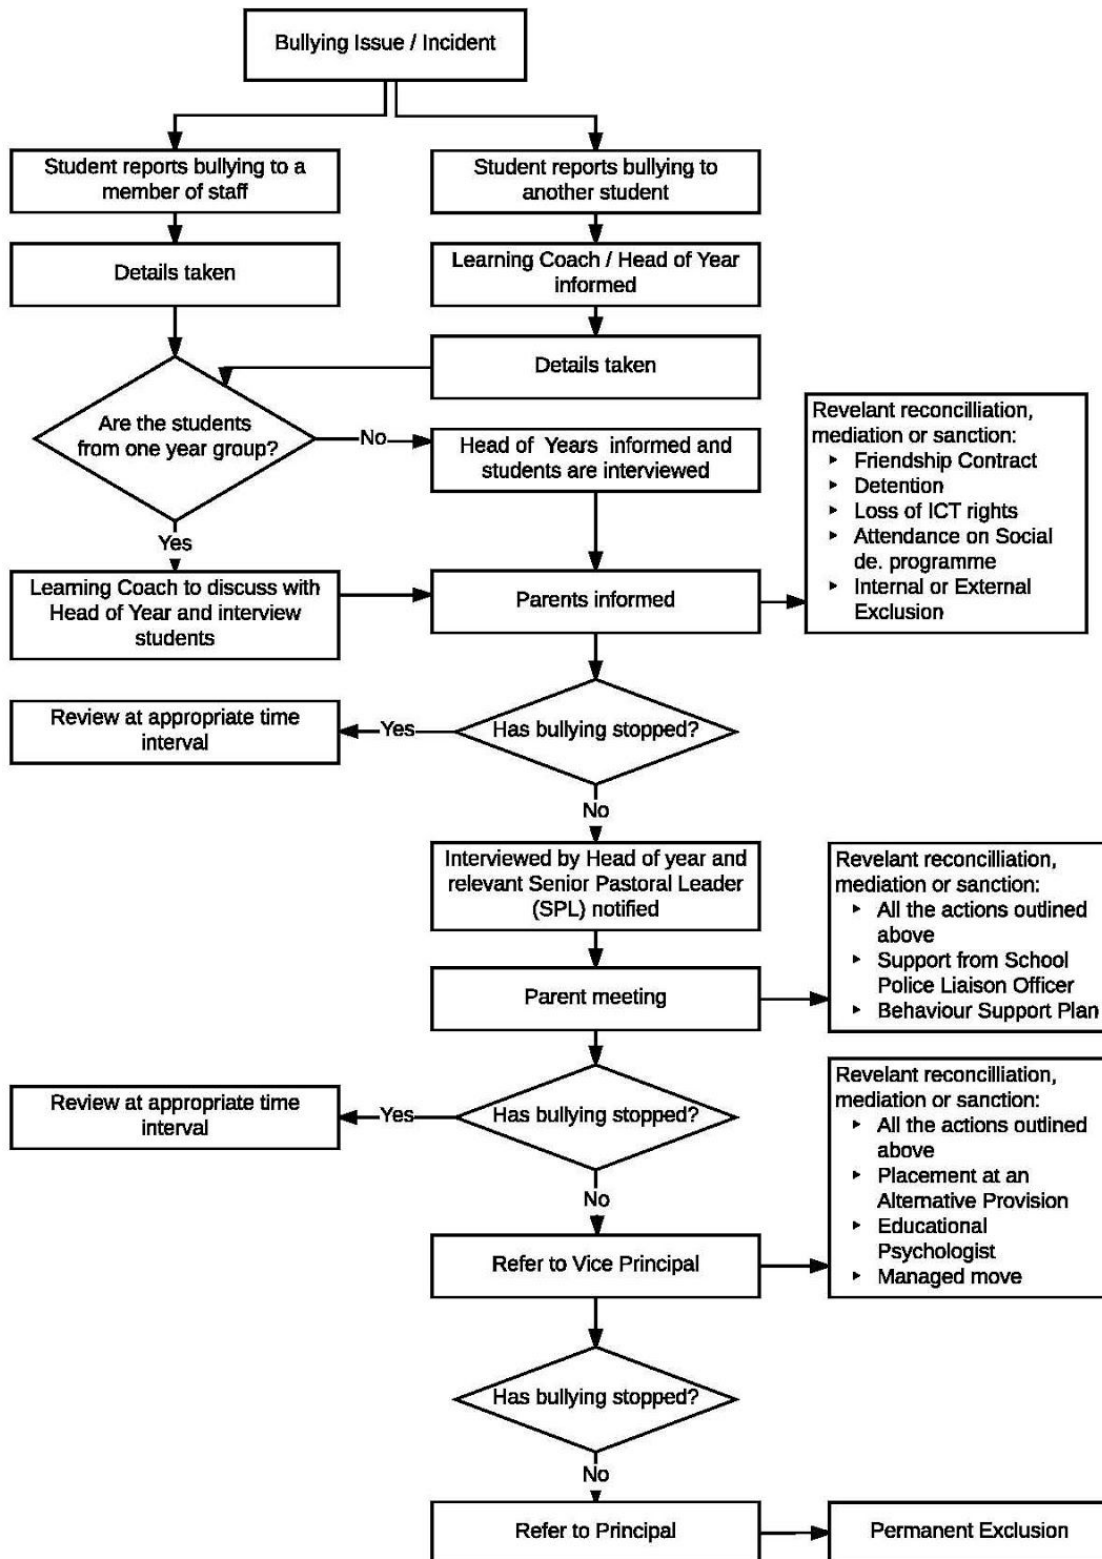 Bullying Issue / Incident
Student reports bullying to a
member of staff
Student reports bullying to
another student
Details taken
Learning Coach / Head of Year
informed
Details taken
Are the students
from one year group?
No
Head of Years informed and
students are interviewed
Revelant reconcilliation,
mediation or sanction:
▸ Friendship Contract
▸ Detention
▸ Loss of ICT rights
▸ Attendance on Social
de. programme
▸ Internal or External
Exclusion
Yes
Learning Coach to discuss with
Head of Year and interview
students
Parents informed
Review at appropriate time
interval
Yes
Has bullying stopped?
No
Interviewed by Head of year and
relevant Senior Pastoral Leader
(SPL) notified
Revelant reconcilliation,
mediation or sanction:
▸ All the actions outlined
above
▸ Support from School
Police Liaison Officer
▸ Behaviour Support Plan
Parent meeting
Review at appropriate time
interval
Yes
Has bullying stopped?
Revelant reconcilliation,
mediation or sanction:
▸ All the actions outlined
above
▸ Placement at an
Alternative Provision
▸ Educational
Psychologist
▸ Managed move
No
Refer to Vice Principal
Has bullying stopped?
No
Refer to Principal
Permanent Exclusion